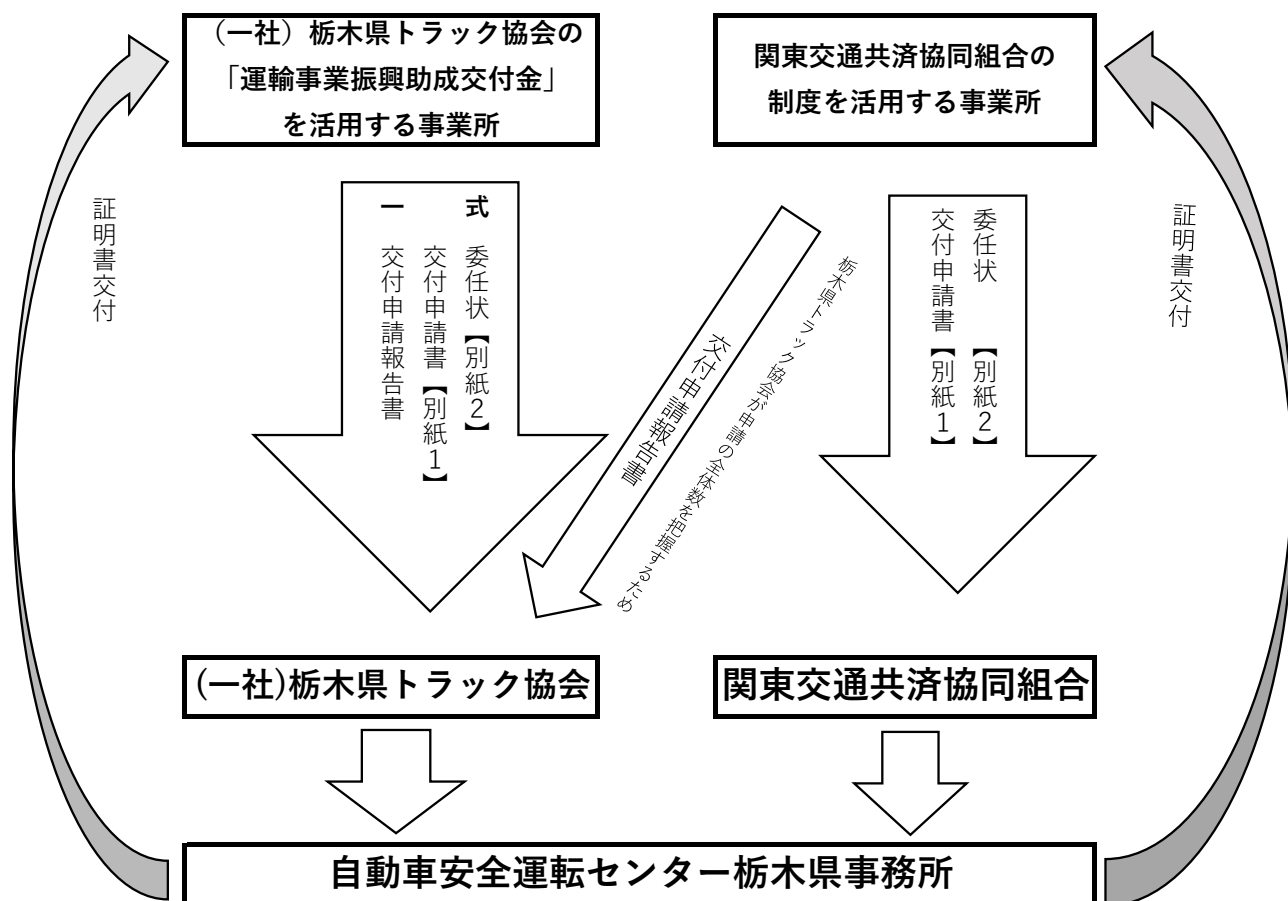 （一社）栃木県トラック協会の
「運輸事業振興助成交付金」
を活用する事業所
関東交通共済協同組合の
制度を活用する事業所
証明書交付
一式
委任状【別紙2】
交付申請書【別紙1】
交付申請報告書
交付申請報告書
栃木県トラック協会が申請の全体数を把握するため
委任状　【別紙2】
交付申請書【別紙1】
証明書交付
(一社)栃木県トラック協会
関東交通共済協同組合
自動車安全運転センター栃木県事務所